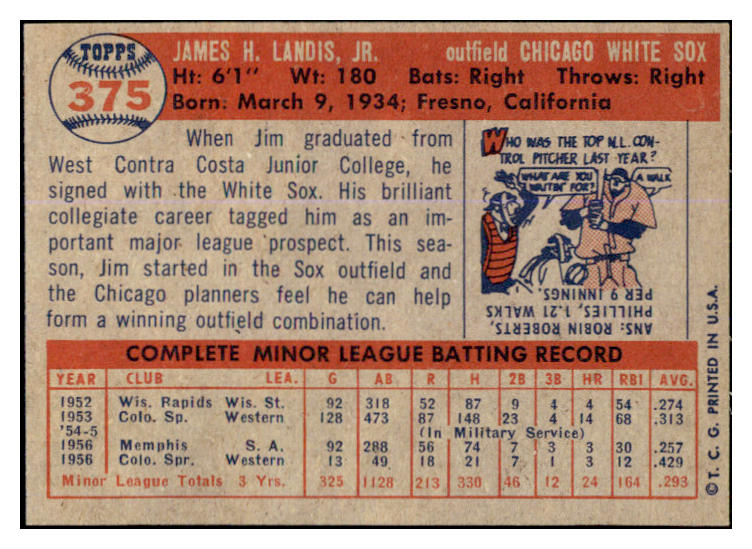 TOPPS
375
JAMES H. LANDIS, JR. outfield CHICAGO WHITE SOX
Ht: 6'1" Wt: 180 Bats: Right Throws: Right
Born: March 9, 1934; Fresno, California
When Jim graduated from
West Contra Costa Junior College, he
signed with the White Sox. His brilliant
collegiate career tagged him as an im-
portant major league prospect. This sea-
son, Jim started in the Sox outfield and
the Chicago planners feel he can help
form a winning outfield combination.
WHO WAS THE TOP N.L. CON-
TROL PITCHER LAST YEAR?
WHAT ARE YOU
WAITIN' FOR?
A WALK
ANS: ROBIN ROBERTS,
PHILLIES, 1.21 WALKS
PER 9 INNINGS.
COMPLETE MINOR LEAGUE BATTING RECORD
YEAR CLUB LEA. G AB R H 2B 3B HR RBI AVG.
1952 Wis. Rapids Wis. St. 92 318 52 87 9 4 4 54 .274
1953 Colo. Sp. Western 128 473 87 148 23 4 14 68 .313
'54-5 (In Military Service)
1956 Memphis S. A. 92 288 56 74 7 3 3 30 .257
1956 Colo. Spr. Western 13 49 18 21 7 1 3 12 .429
Minor League Totals 3 Yrs. 325 1128 213 330 46 12 24 164 .293
© T. C. G. PRINTED IN U.S.A.